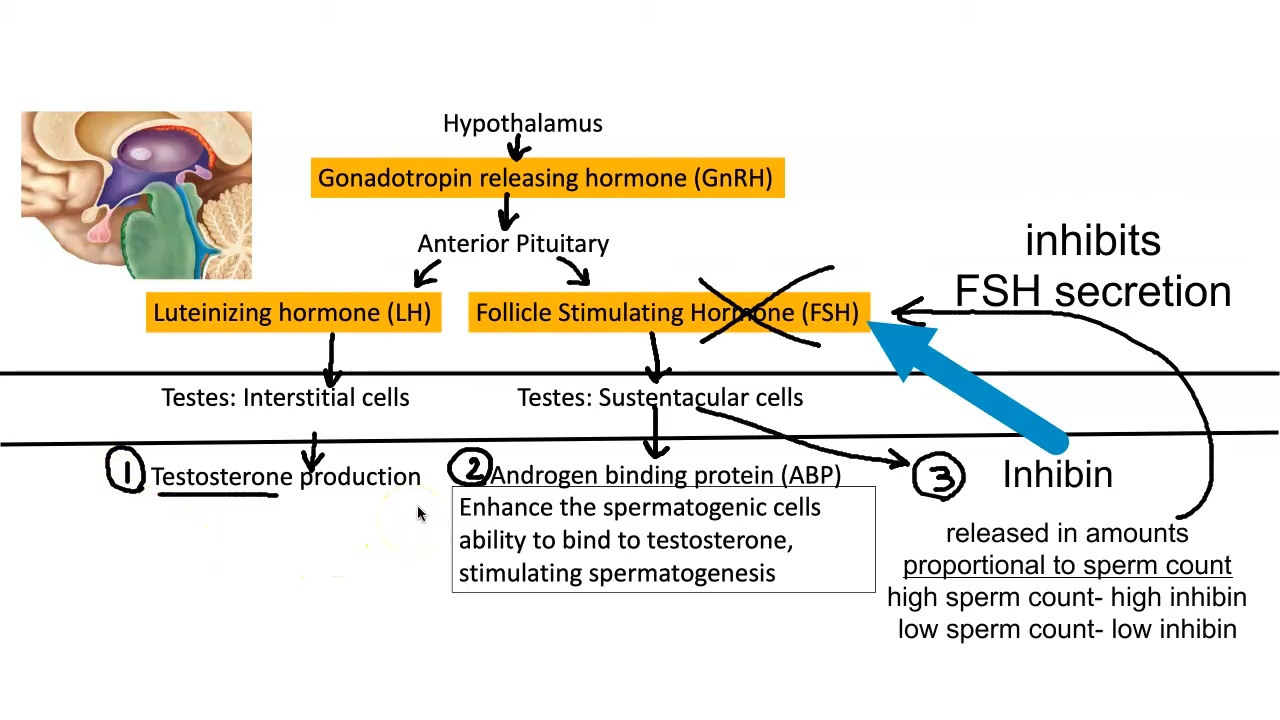 Hypothalamus
Gonadotropin releasing hormone (GnRH)
Anterior Pituitary
inhibits
FSH secretion
Luteinizing hormone (LH)
Follicle Stimulating Hormone (FSH)
Testes: Interstitial cells
Testes: Sustentacular cells
1 Testosterone production
2 Androgen binding protein (ABP)
Enhance the spermatogenic cells
ability to bind to testosterone,
stimulating spermatogenesis
3 Inhibin
released in amounts
proportional to sperm count
high sperm count- high inhibin
low sperm count- low inhibin